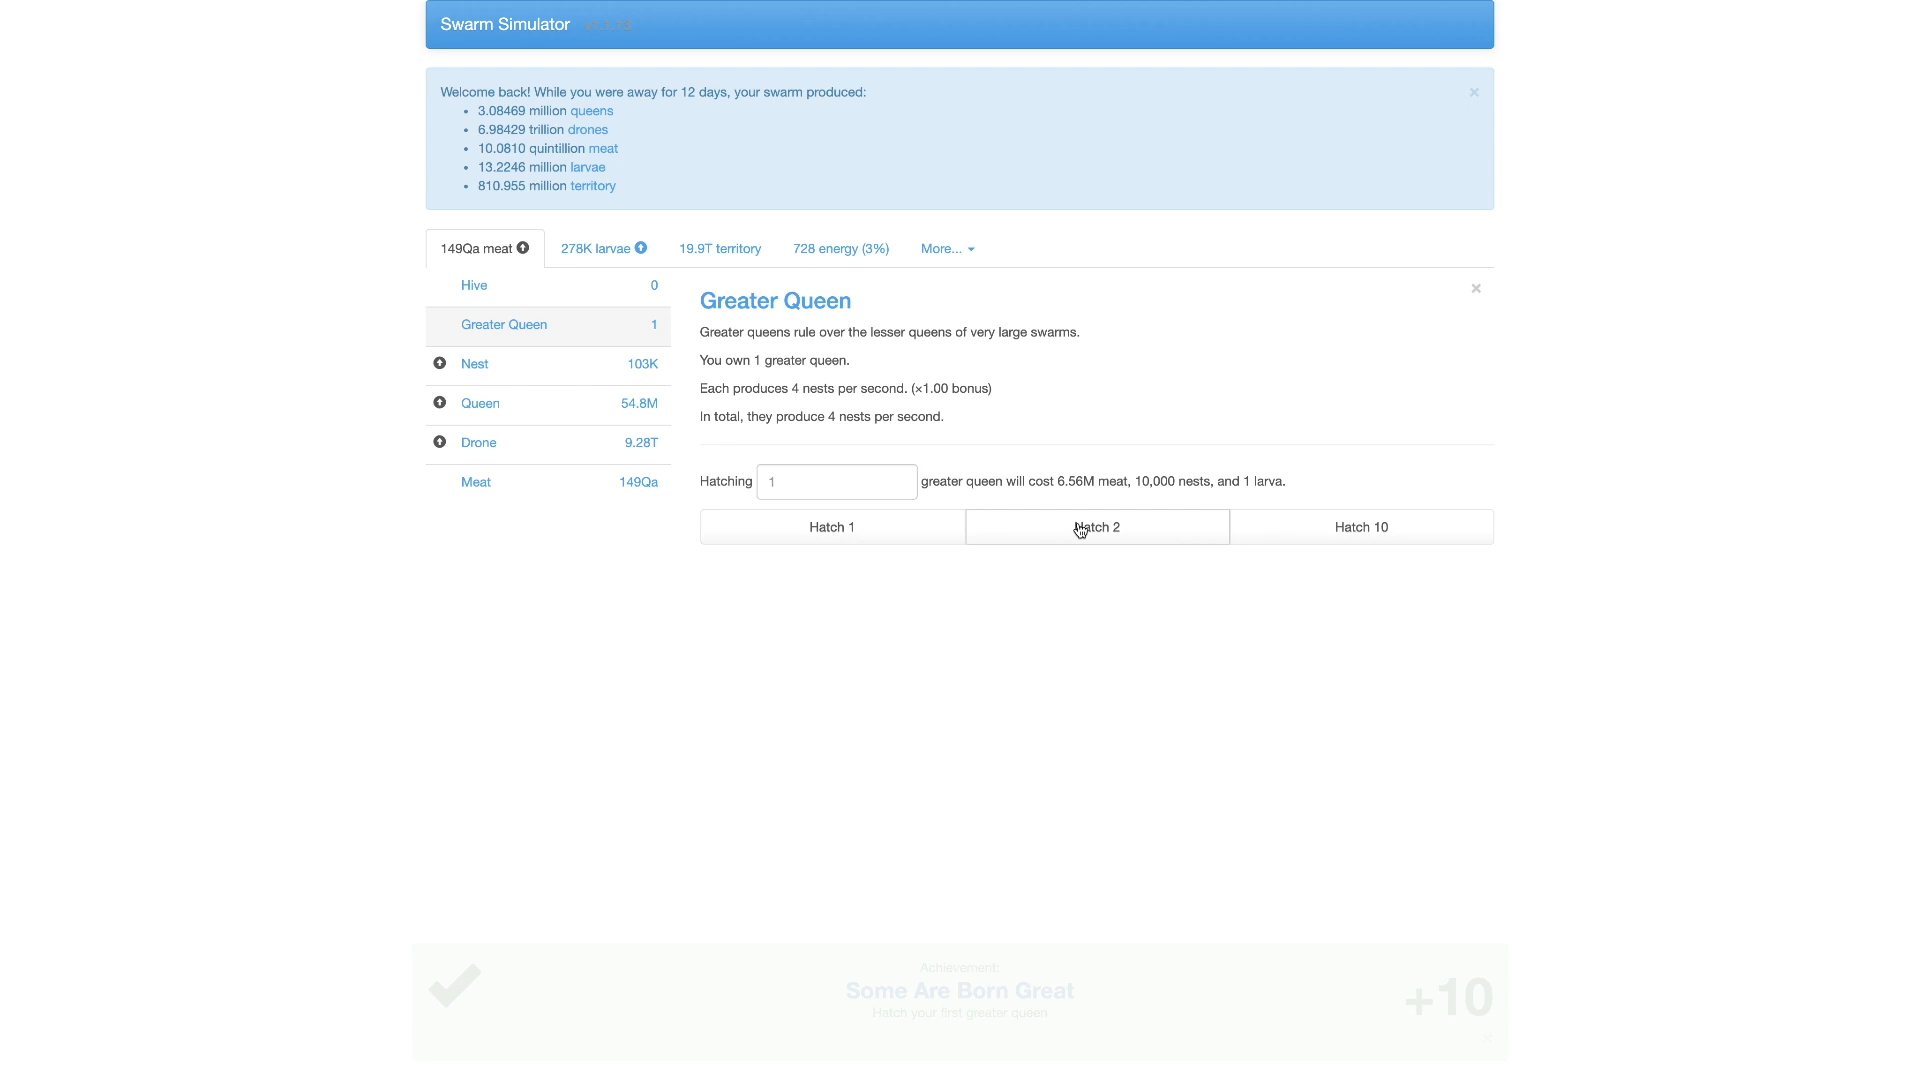 Swarm Simulator
Welcome back! While you were away for 12 days, your swarm produced:
• 3.08469 million queens
• 6.98429 trillion drones
• 10.0810 quintillion meat
• 13.2246 million larvae
• 810.955 million territory
149Qa meat
278K larvae
19.9T territory
728 energy (3%)
More...
Hive 0
Greater Queen 1
Nest 103K
Queen 54.8M
Drone 9.28T
Meat 149Qa
Greater Queen
Greater queens rule over the lesser queens of very large swarms.
You own 1 greater queen.
Each produces 4 nests per second. (×1.00 bonus)
In total, they produce 4 nests per second.
Hatching 1 greater queen will cost 6.56M meat, 10,000 nests, and 1 larva.
Hatch 1
Hatch 2
Hatch 10
Achievement:
Some Are Born Great
Hatch your first greater queen
+10